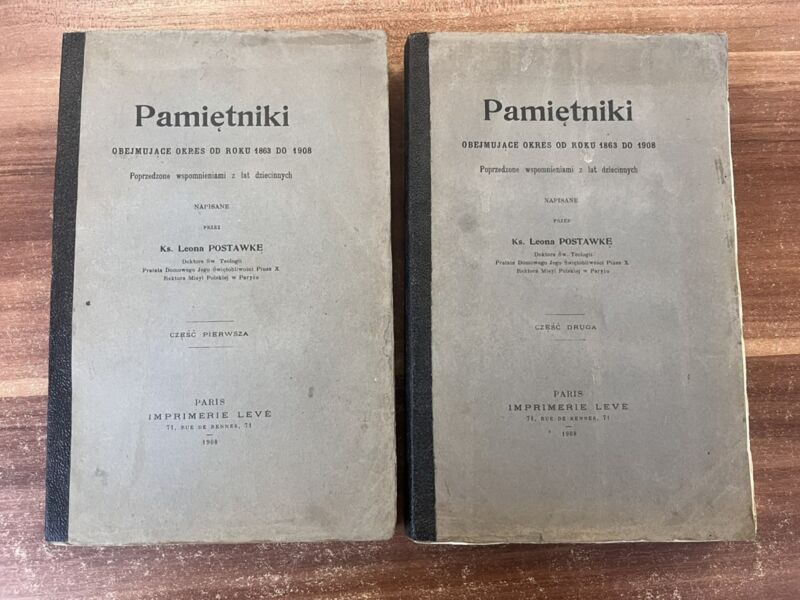 Pamiętniki
OBEJMUJĄCE OKRES OD ROKU 1863 DO 1908
Poprzedzone wspomnieniami z lat dziecinnych
NAPISANE
PRZEZ
Ks. Leona POSTAWKĘ
Doktora Św. Teologii
Prałata Domowego Jego Świętobliwości Piusa X
Rektora Misyi Polskiej w Paryżu
CZĘŚĆ PIERWSZA
PARIS
IMPRIMERIE LEVÉ
71, RUE DE RENNES, 71
1908
Pamiętniki
OBEJMUJĄCE OKRES OD ROKU 1863 DO 1908
Poprzedzone wspomnieniami z lat dziecinnych
NAPISANE
PRZEZ
Ks. Leona POSTAWKĘ
Doktora Św. Teologii
Prałata Domowego Jego Świętobliwości Piusa X
Rektora Misyi Polskiej w Paryżu
CZĘŚĆ DRUGA
PARIS
IMPRIMERIE LEVÉ
71, RUE DE RENNES, 71
1908